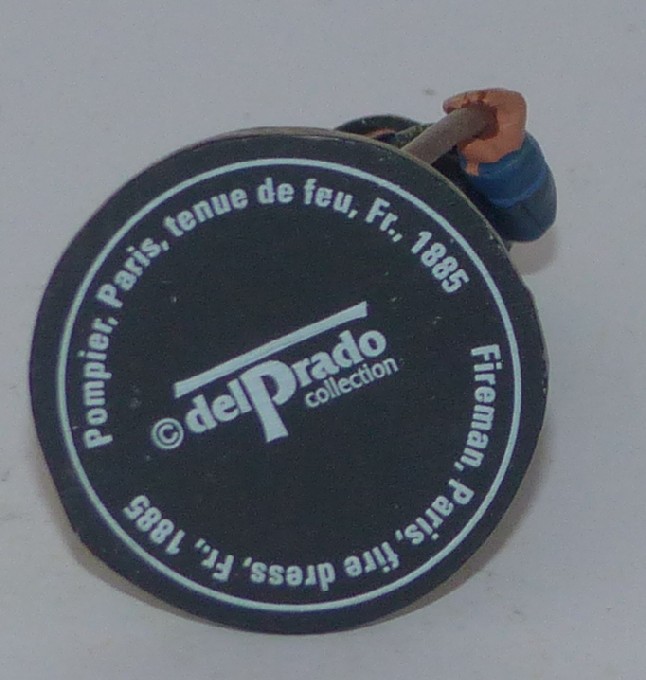 Pompier, Paris, tenue de feu, Fr., 1885
Fireman, Paris, fire dress, Fr., 1885
© delPrado
collection